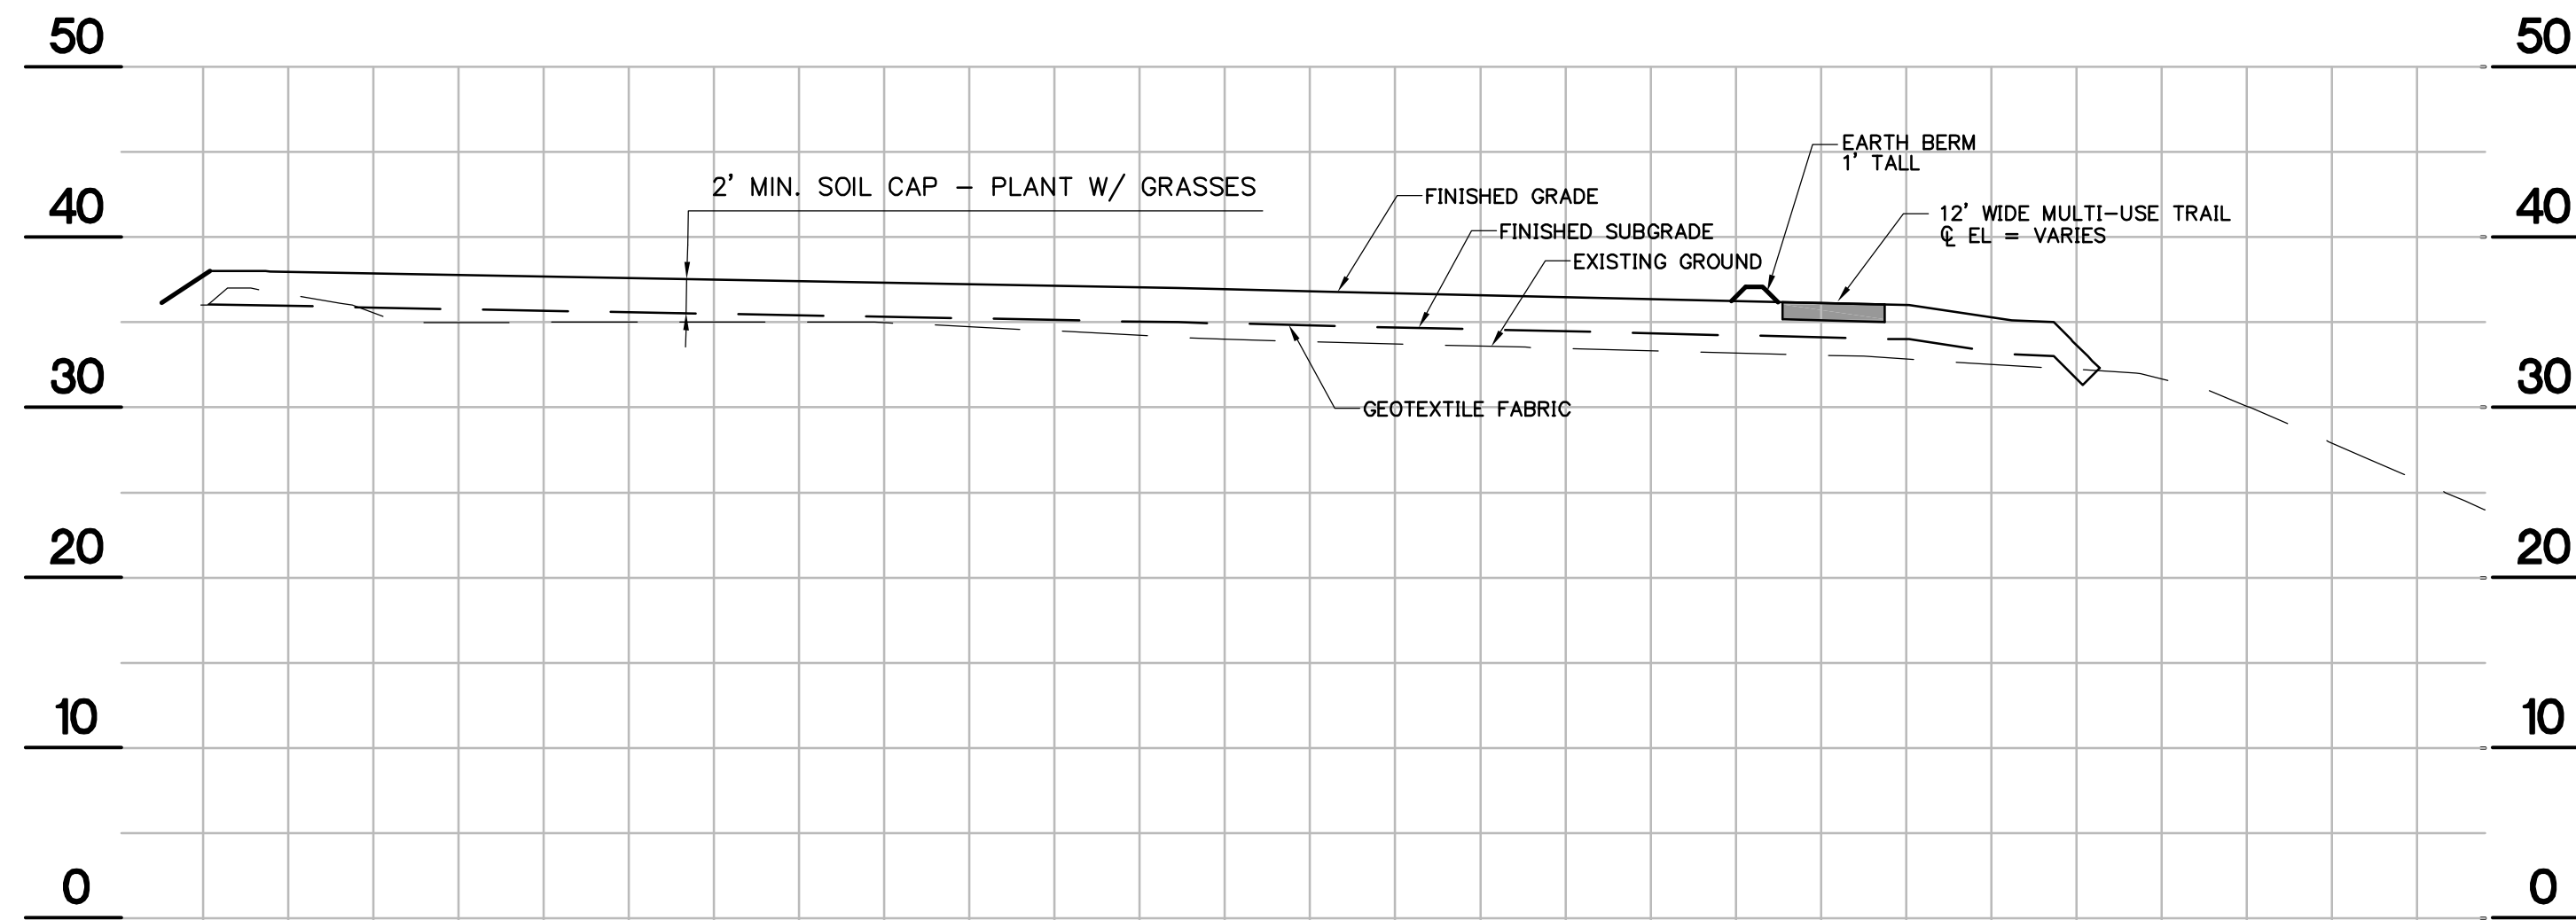 50
50
EARTH BERM
1' TALL
2' MIN. SOIL CAP - PLANT W/ GRASSES
FINISHED GRADE
40
12' WIDE MULTI-USE TRAIL
40
℄ EL = VARIES
FINISHED SUBGRADE
EXISTING GROUND
30
30
GEOTEXTILE FABRIC
20
20
10
10
0
0